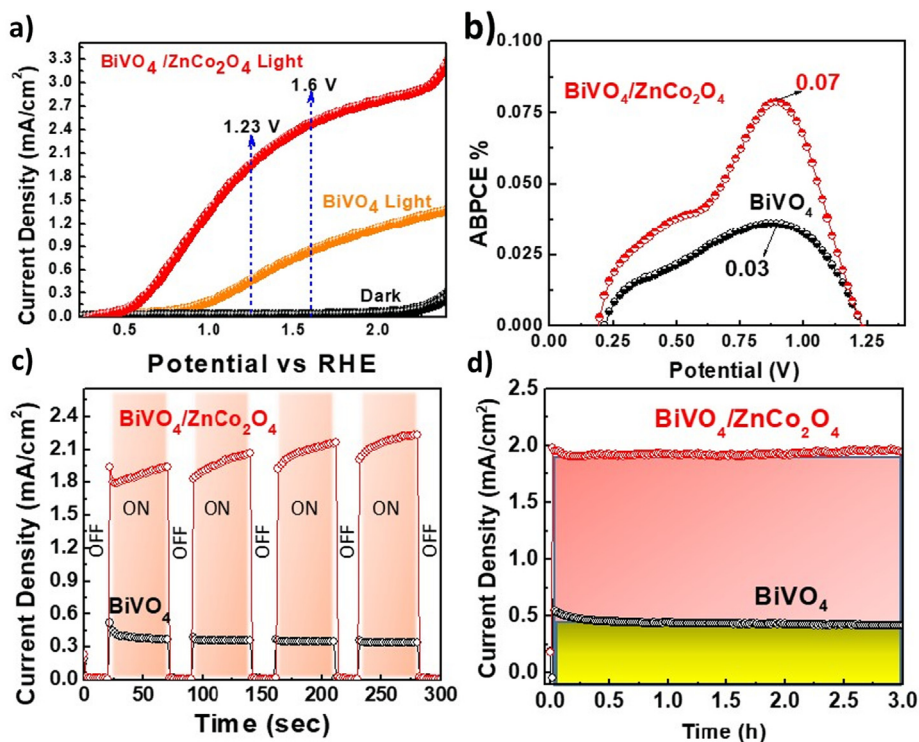 a)
BiVO4 /ZnCo2O4 Light
1.6 V
1.23 V
BiVO4 Light
Dark
Current Density (mA/cm2)
3.3
3.0
2.7
2.4
2.1
1.8
1.5
1.2
0.9
0.6
0.3
0.0
0.5 1.0 1.5 2.0
Potential vs RHE
b)
0.100
0.075
0.050
0.025
0.000
ABPCE %
BiVO4/ZnCo2O4
0.07
BiVO4
0.03
0.00 0.25 0.50 0.75 1.00 1.25
Potential (V)
c)
Current Density (mA/cm2)
2.4
2.1
1.8
1.5
1.2
0.9
0.6
0.3
0.0
BiVO4/ZnCo2O4
OFF ON OFF ON OFF ON OFF ON OFF
BiVO4
0 50 100 150 200 250 300
Time (sec)
d)
Current Density (mA/cm2)
2.5
2.0
1.5
1.0
0.5
0.0
BiVO4/ZnCo2O4
BiVO4
0.0 0.5 1.0 1.5 2.0 2.5 3.0
Time (h)